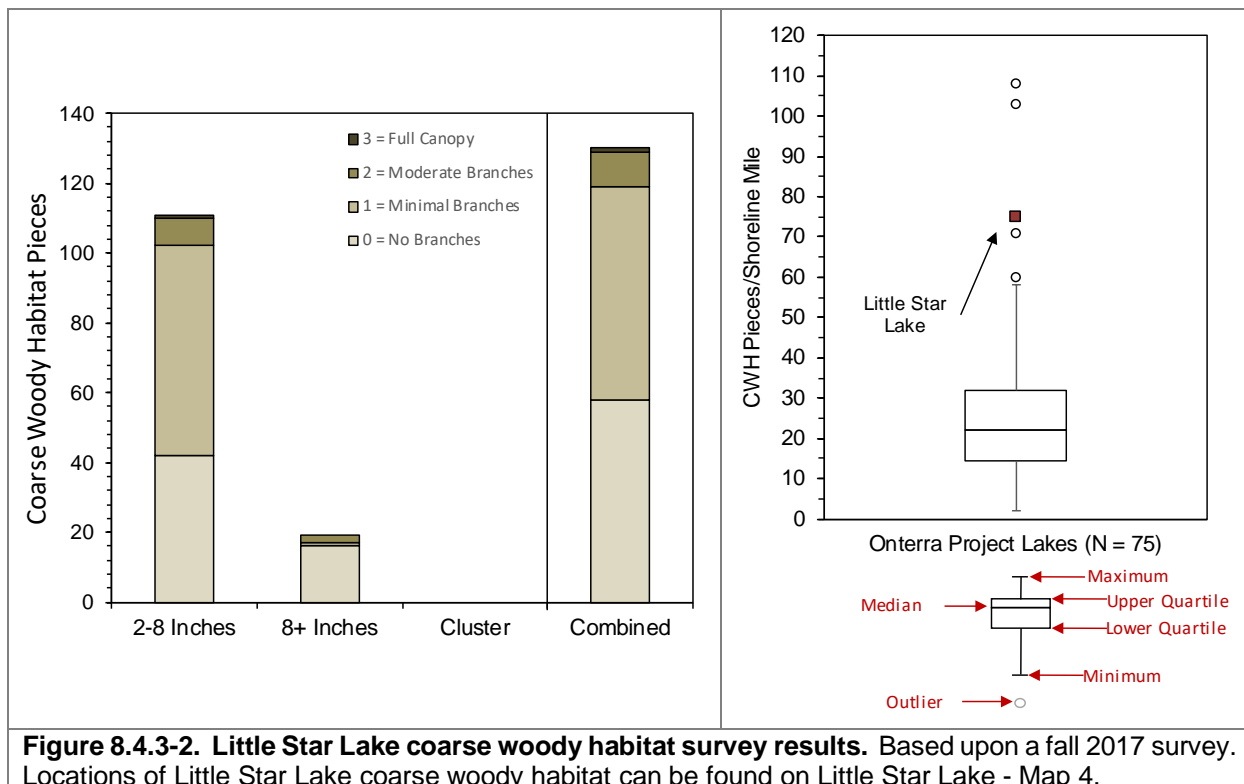 Coarse Woody Habitat Pieces
140
120
100
80
60
40
20
0
3 = Full Canopy
2 = Moderate Branches
1 = Minimal Branches
0 = No Branches
2-8 Inches
8+ Inches
Cluster
Combined
CWH Pieces/Shoreline Mile
120
110
100
90
80
70
60
50
40
30
20
10
0
Little Star
Lake
Onterra Project Lakes (N = 75)
Maximum
Upper Quartile
Median
Lower Quartile
Minimum
Outlier
Figure 8.4.3-2. Little Star Lake coarse woody habitat survey results. Based upon a fall 2017 survey.
Locations of Little Star Lake coarse woody habitat can be found on Little Star Lake - Map 4.